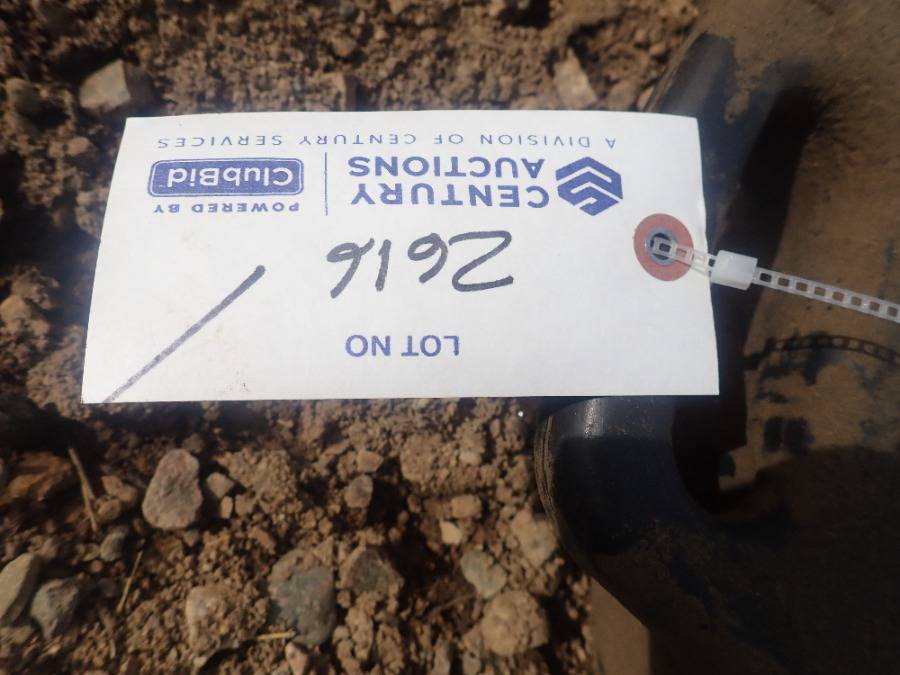 LOT NO
2616
CENTURY
AUCTIONS
POWERED BY
ClubBid
A DIVISION OF CENTURY SERVICES